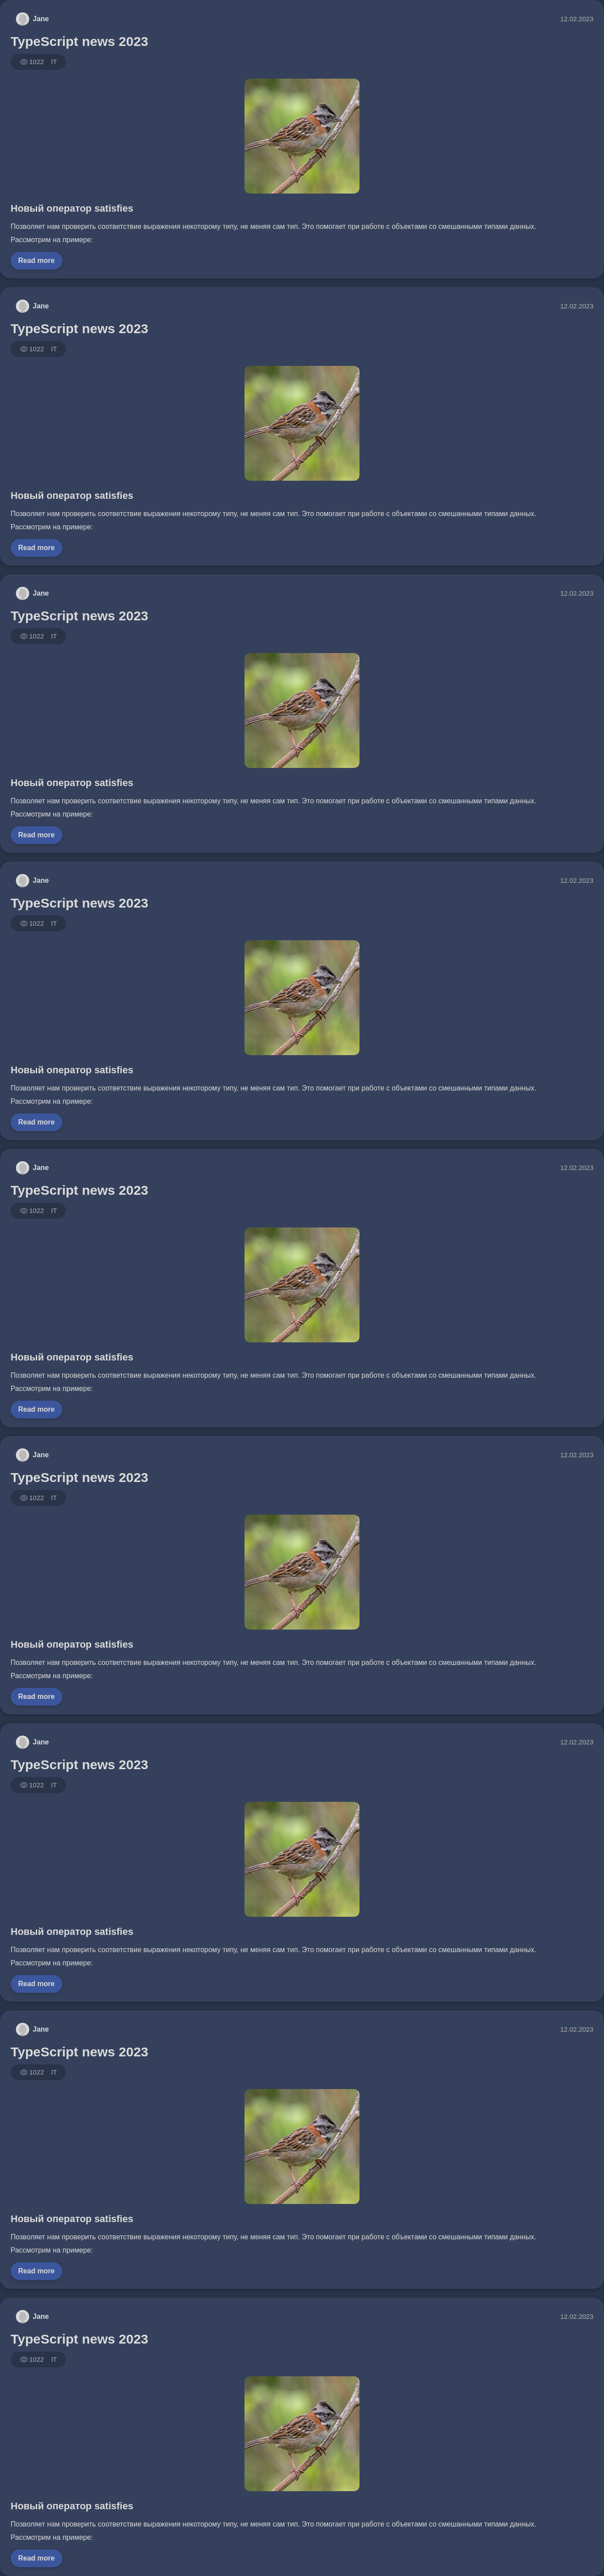 Jane 12.02.2023
TypeScript news 2023
1022 IT
Новый оператор satisfies
Позволяет нам проверить соответствие выражения некоторому типу, не меняя сам тип. Это помогает при работе с объектами со смешанными типами данных.
Рассмотрим на примере:
Read more
Jane 12.02.2023
TypeScript news 2023
1022 IT
Новый оператор satisfies
Позволяет нам проверить соответствие выражения некоторому типу, не меняя сам тип. Это помогает при работе с объектами со смешанными типами данных.
Рассмотрим на примере:
Read more
Jane 12.02.2023
TypeScript news 2023
1022 IT
Новый оператор satisfies
Позволяет нам проверить соответствие выражения некоторому типу, не меняя сам тип. Это помогает при работе с объектами со смешанными типами данных.
Рассмотрим на примере:
Read more
Jane 12.02.2023
TypeScript news 2023
1022 IT
Новый оператор satisfies
Позволяет нам проверить соответствие выражения некоторому типу, не меняя сам тип. Это помогает при работе с объектами со смешанными типами данных.
Рассмотрим на примере:
Read more
Jane 12.02.2023
TypeScript news 2023
1022 IT
Новый оператор satisfies
Позволяет нам проверить соответствие выражения некоторому типу, не меняя сам тип. Это помогает при работе с объектами со смешанными типами данных.
Рассмотрим на примере:
Read more
Jane 12.02.2023
TypeScript news 2023
1022 IT
Новый оператор satisfies
Позволяет нам проверить соответствие выражения некоторому типу, не меняя сам тип. Это помогает при работе с объектами со смешанными типами данных.
Рассмотрим на примере:
Read more
Jane 12.02.2023
TypeScript news 2023
1022 IT
Новый оператор satisfies
Позволяет нам проверить соответствие выражения некоторому типу, не меняя сам тип. Это помогает при работе с объектами со смешанными типами данных.
Рассмотрим на примере:
Read more
Jane 12.02.2023
TypeScript news 2023
1022 IT
Новый оператор satisfies
Позволяет нам проверить соответствие выражения некоторому типу, не меняя сам тип. Это помогает при работе с объектами со смешанными типами данных.
Рассмотрим на примере:
Read more
Jane 12.02.2023
TypeScript news 2023
1022 IT
Новый оператор satisfies
Позволяет нам проверить соответствие выражения некоторому типу, не меняя сам тип. Это помогает при работе с объектами со смешанными типами данных.
Рассмотрим на примере:
Read more